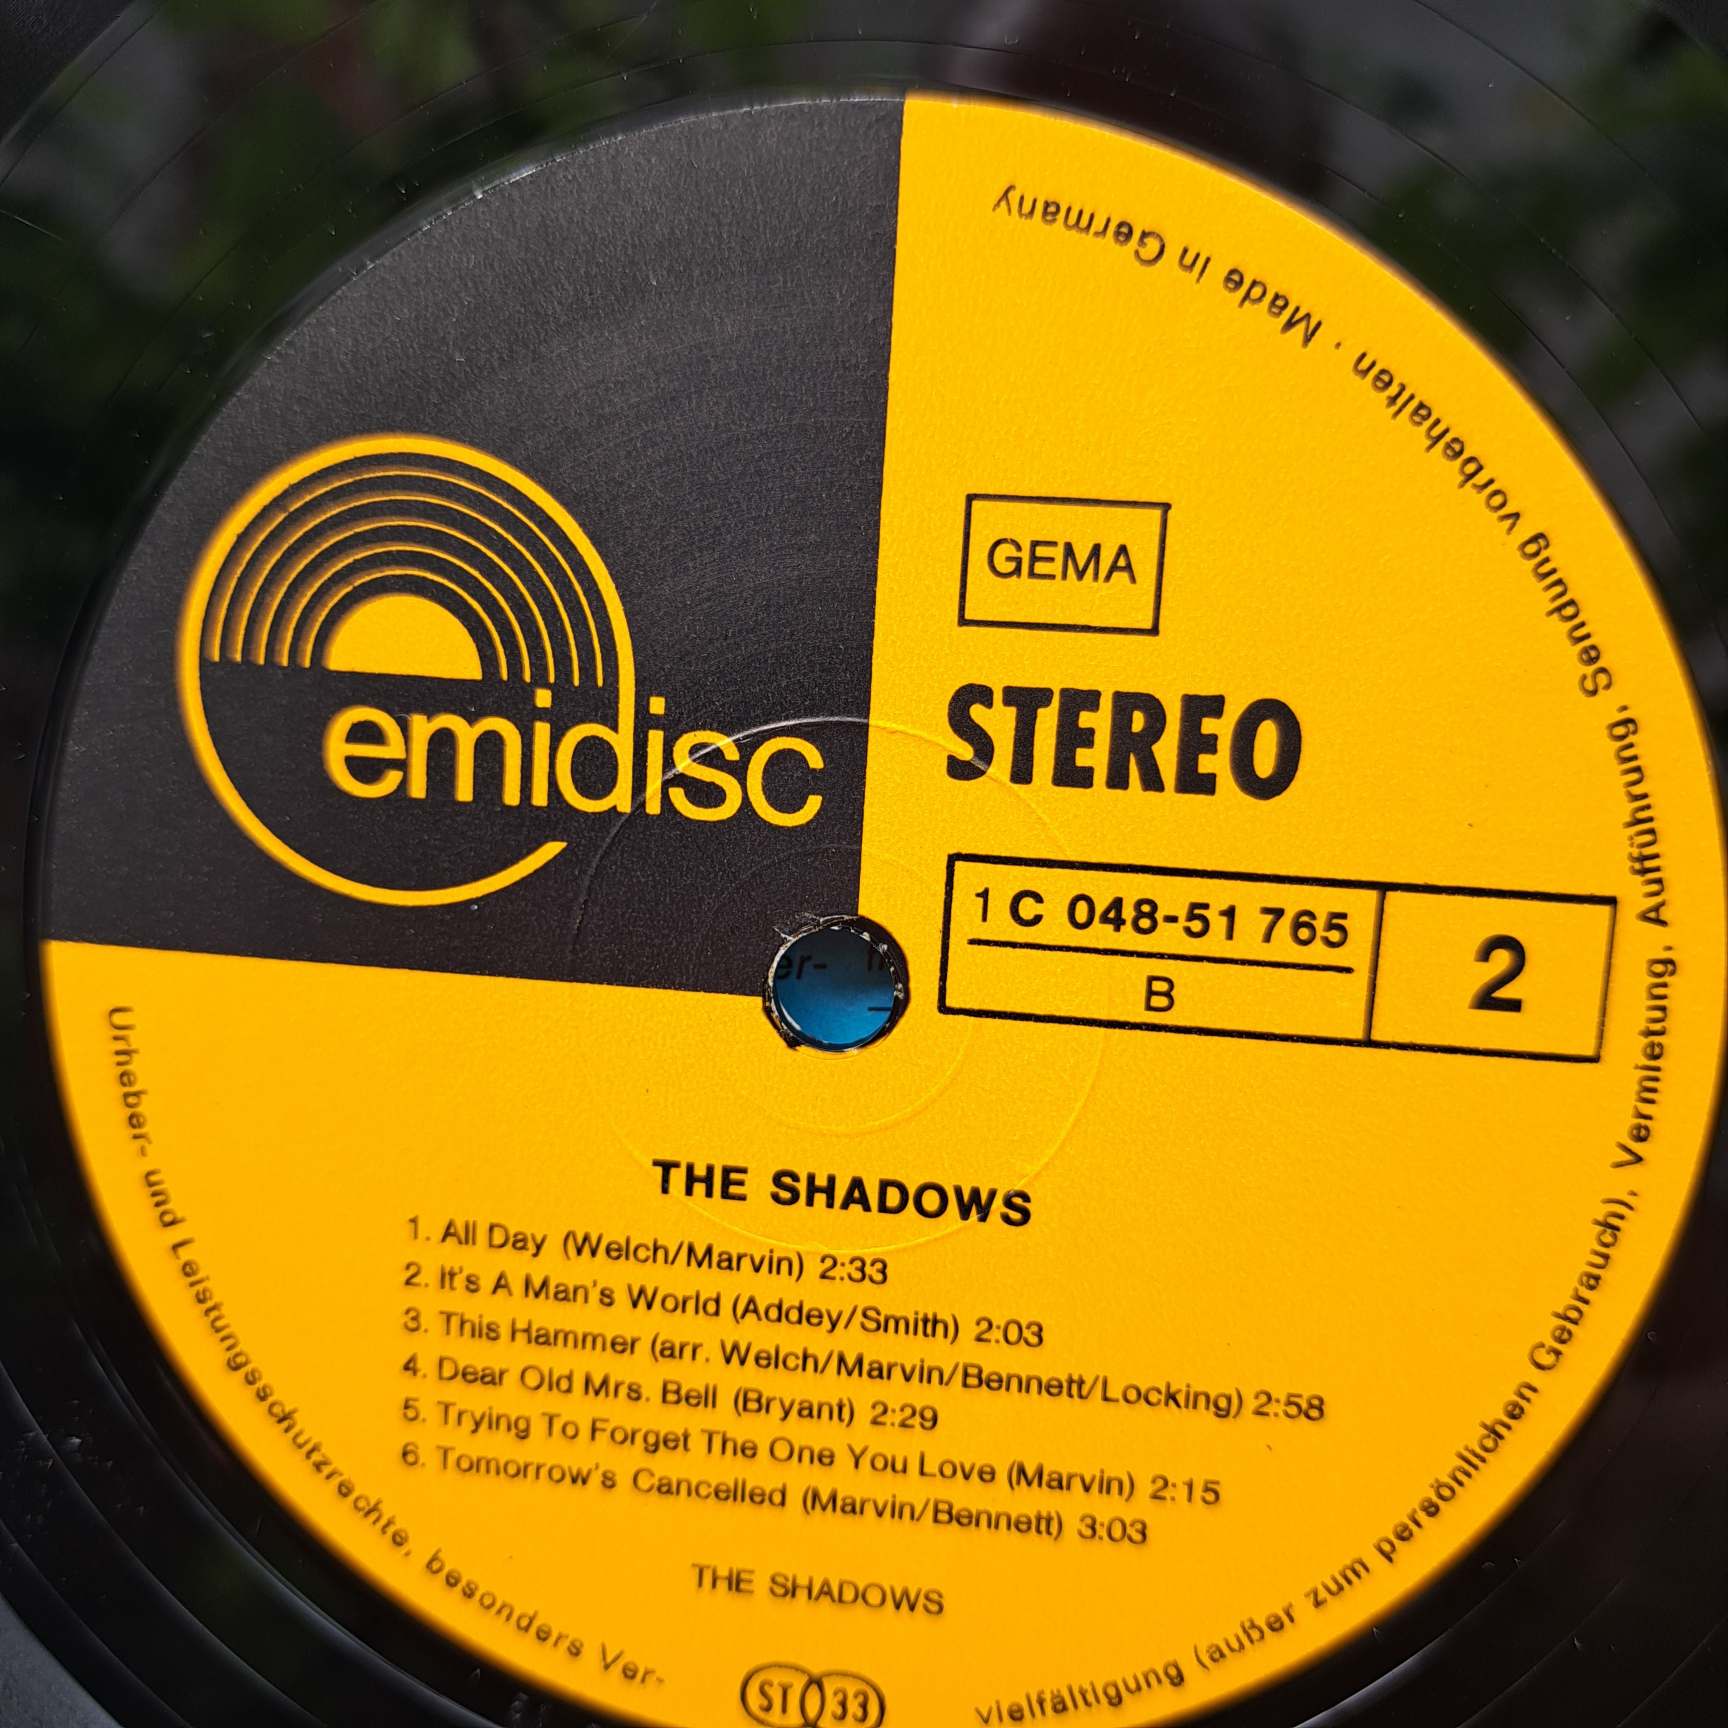 emidisc
GEMA
STEREO
1 C 048-51 765
B
2
THE SHADOWS
1. All Day (Welch/Marvin) 2:33
2. It's A Man's World (Addey/Smith) 2:03
3. This Hammer (arr. Welch/Marvin/Bennett/Locking) 2:58
4. Dear Old Mrs. Bell (Bryant) 2:29
5. Trying To Forget The One You Love (Marvin) 2:15
6. Tomorrow's Cancelled (Marvin/Bennett) 3:03
THE SHADOWS
ST 33
Urheber- und Leistungsschutzrechte, besonders Ver-
vielfältigung (außer zum persönlichen Gebrauch), Vermietung, Aufführung, Sendung vorbehalten · Made in Germany
er-